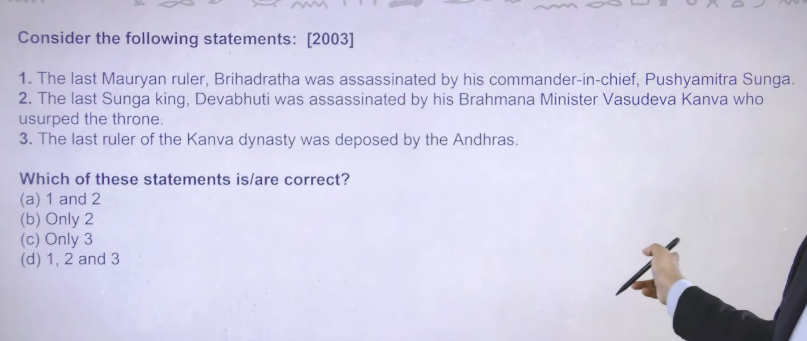 Consider the following statements: [2003]
1. The last Mauryan ruler, Brihadratha was assassinated by his commander-in-chief, Pushyamitra Sunga.
2. The last Sunga king, Devabhuti was assassinated by his Brahmana Minister Vasudeva Kanva who
usurped the throne.
3. The last ruler of the Kanva dynasty was deposed by the Andhras.
Which of these statements is/are correct?
(a) 1 and 2
(b) Only 2
(c) Only 3
(d) 1, 2 and 3